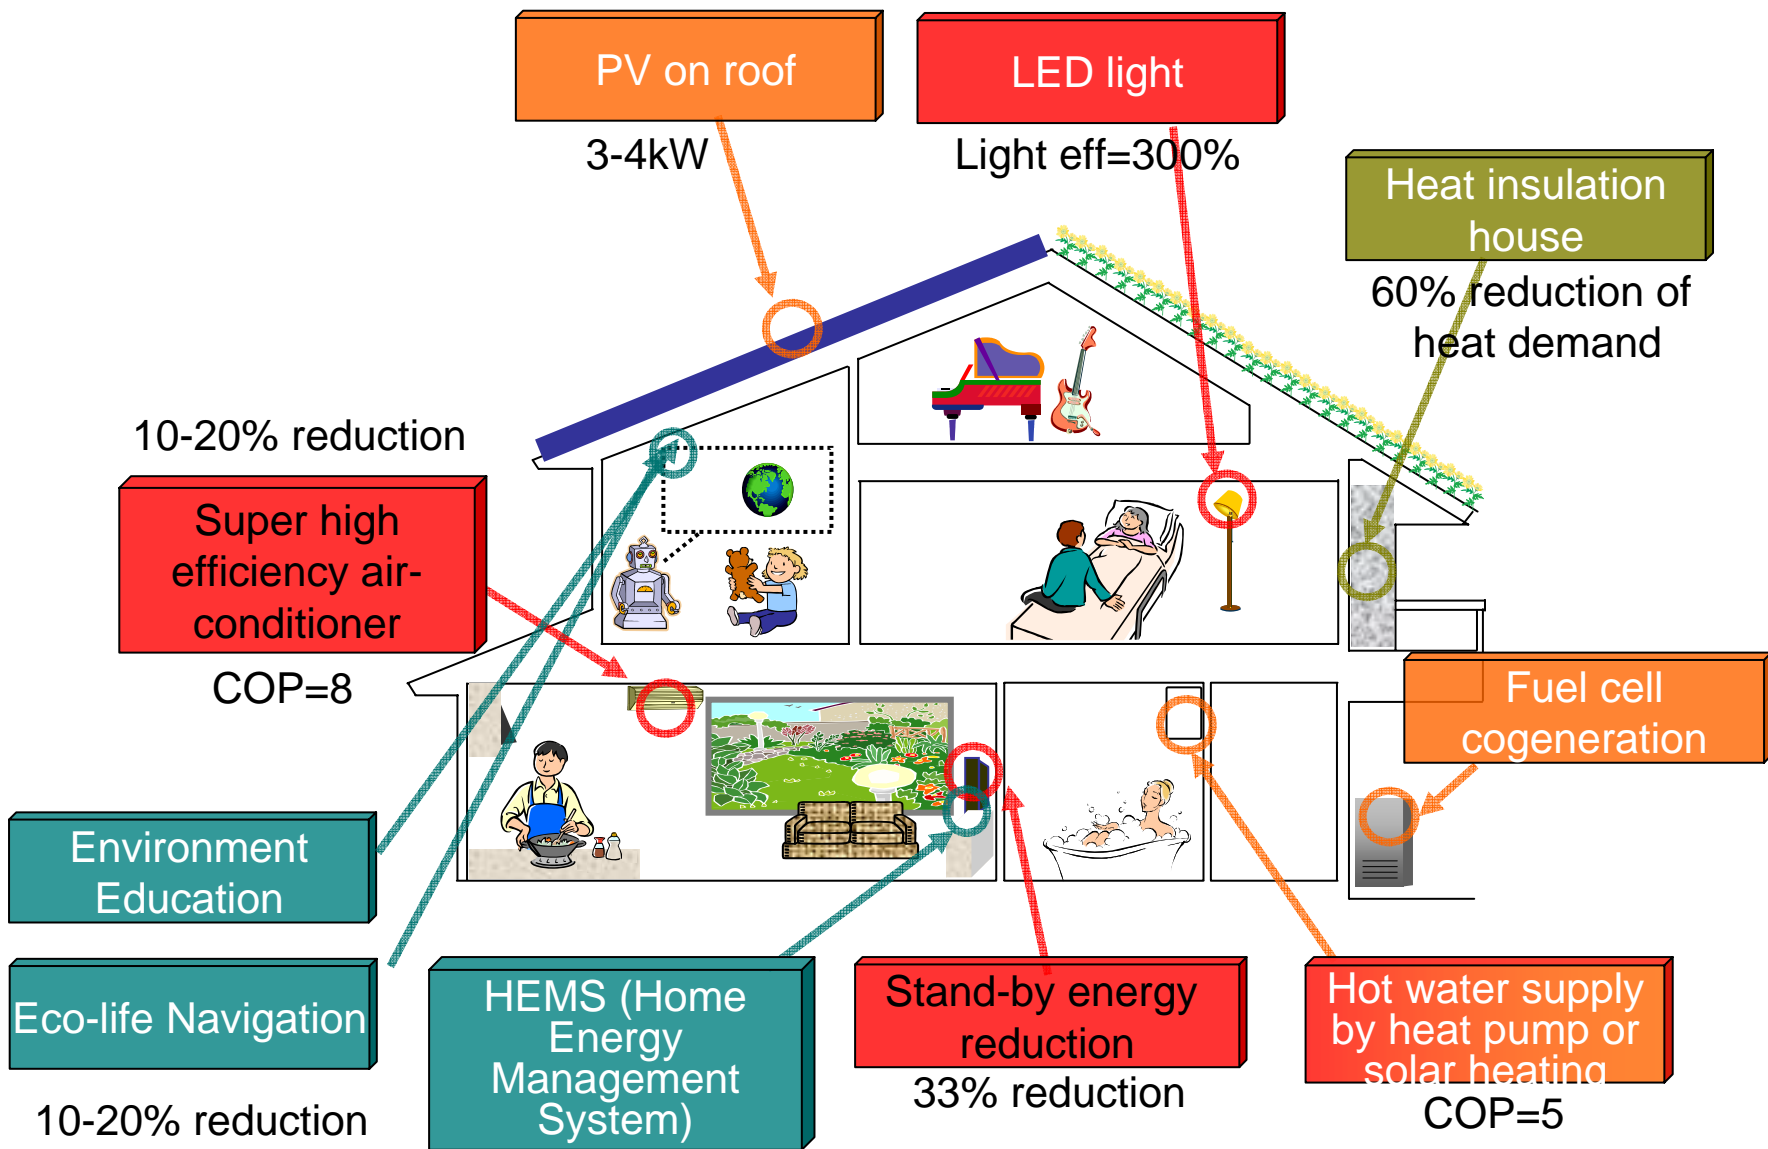 PV on roof
3-4kW
LED light
Light eff=300%
Heat insulation
house
60% reduction of
heat demand
10-20% reduction
Super high
efficiency air-
conditioner
COP=8
Fuel cell
cogeneration
Environment
Education
Eco-life Navigation
10-20% reduction
HEMS (Home
Energy
Management
System)
Stand-by energy
reduction
33% reduction
Hot water supply
by heat pump or
solar heating
COP=5